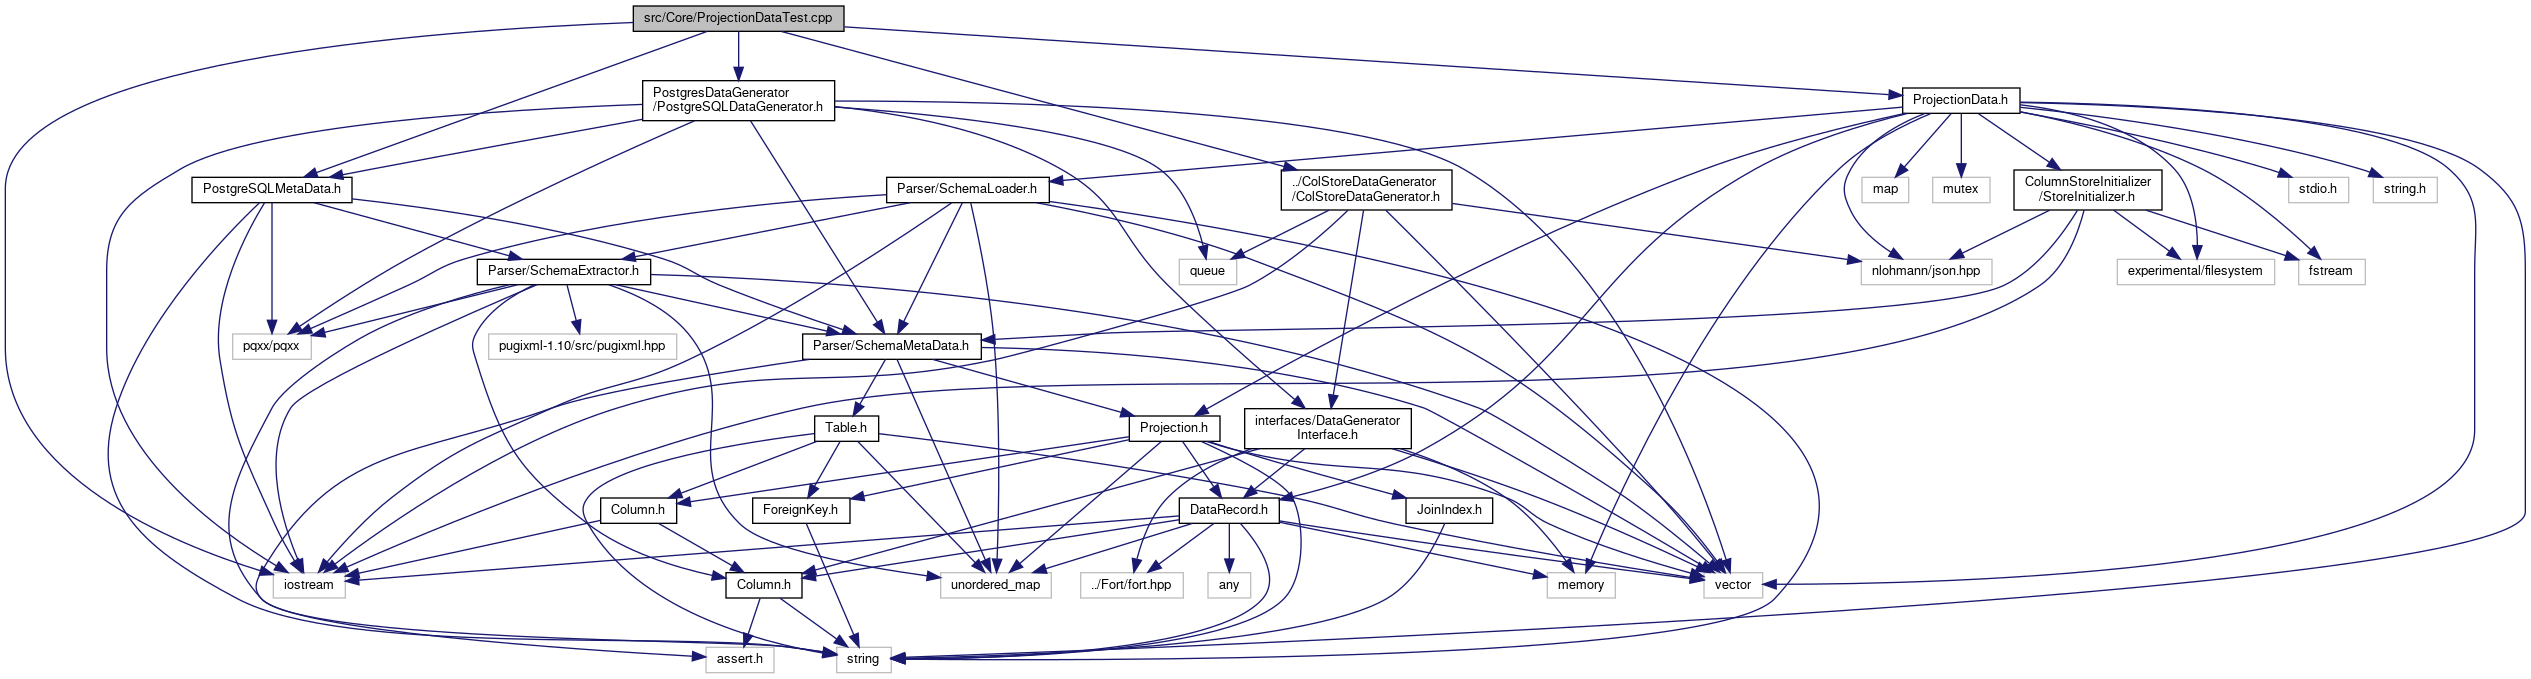 src/Core/ProjectionDataTest.cpp
PostgresDataGenerator
/PostgreSQLDataGenerator.h
ProjectionData.h
PostgreSQLMetaData.h
Parser/SchemaLoader.h
../ColStoreDataGenerator
/ColStoreDataGenerator.h
map
mutex
ColumnStoreInitializer
/StoreInitializer.h
stdio.h
string.h
Parser/SchemaExtractor.h
queue
nlohmann/json.hpp
experimental/filesystem
fstream
pqxx/pqxx
pugixml-1.10/src/pugixml.hpp
Parser/SchemaMetaData.h
Table.h
Projection.h
interfaces/DataGenerator
Interface.h
Column.h
ForeignKey.h
DataRecord.h
JoinIndex.h
iostream
Column.h
unordered_map
../Fort/fort.hpp
any
memory
vector
assert.h
string